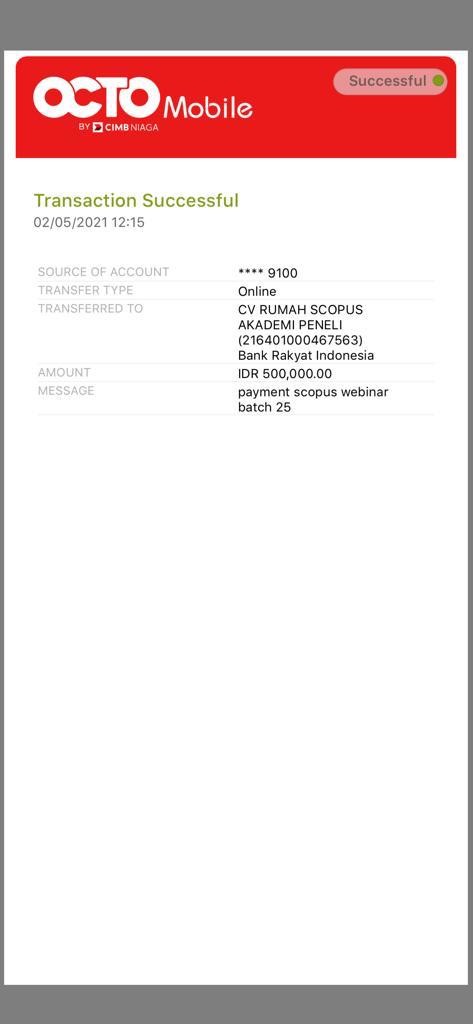 OCTO Mobile
BY CIMB NIAGA
Successful
Transaction Successful
02/05/2021 12:15
SOURCE OF ACCOUNT **** 9100
TRANSFER TYPE Online
TRANSFERRED TO CV RUMAH SCOPUS
AKADEMI PENELI
(216401000467563)
Bank Rakyat Indonesia
AMOUNT IDR 500,000.00
MESSAGE payment scopus webinar
batch 25